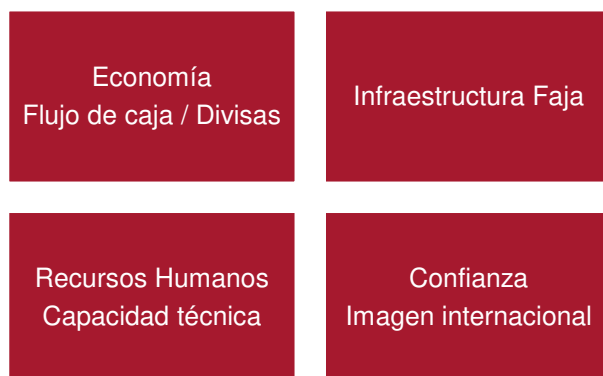 Economía
Flujo de caja / Divisas
Infraestructura Faja
Recursos Humanos
Capacidad técnica
Confianza
Imagen internacional